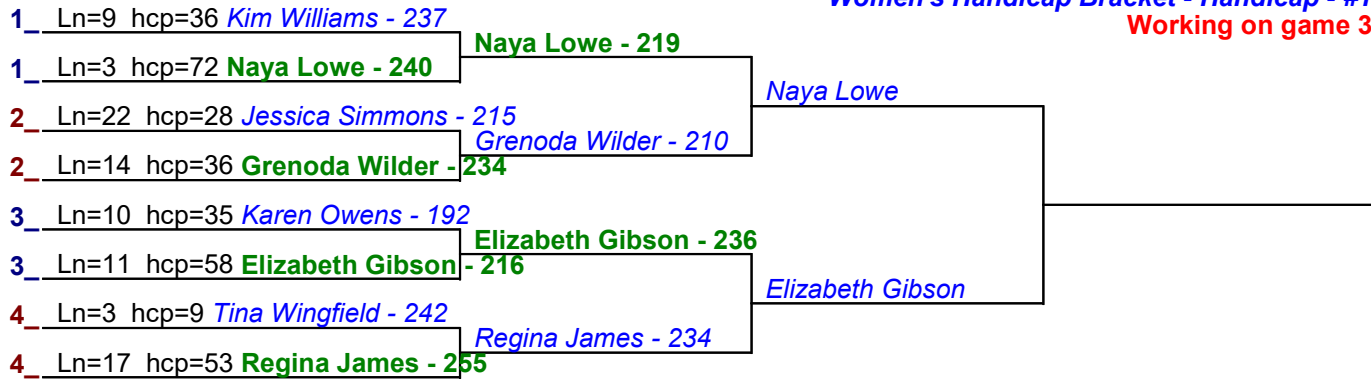 Women's Handicap Bracket - Handicap - #1
Working on game 3
1_ Ln=9 hcp=36 Kim Williams - 237
Naya Lowe - 219
1_ Ln=3 hcp=72 Naya Lowe - 240
Naya Lowe
2_ Ln=22 hcp=28 Jessica Simmons - 215
Grenoda Wilder - 210
2_ Ln=14 hcp=36 Grenoda Wilder - 234
3_ Ln=10 hcp=35 Karen Owens - 192
Elizabeth Gibson - 236
3_ Ln=11 hcp=58 Elizabeth Gibson - 216
Elizabeth Gibson
4_ Ln=3 hcp=9 Tina Wingfield - 242
Regina James - 234
4_ Ln=17 hcp=53 Regina James - 255